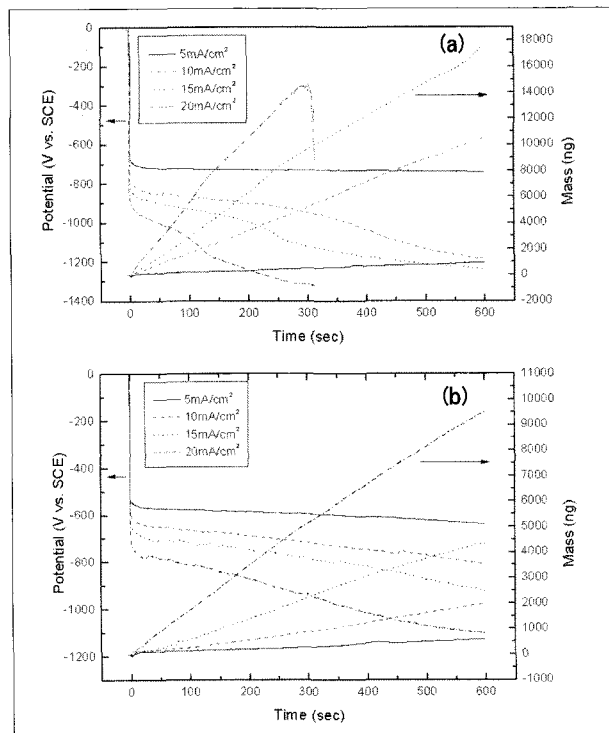 (a)
5mA/cm²
10mA/cm²
15mA/cm²
20mA/cm²
Potential (V vs. SCE)
0
-200
-400
-600
-800
-1000
-1200
-1400
Mass (ng)
18000
16000
14000
12000
10000
8000
6000
4000
2000
0
-2000
0 100 200 300 400 500 600
Time (sec)
(b)
5mA/cm²
10mA/cm²
15mA/cm²
20mA/cm²
Potential (V vs. SCE)
0
-200
-400
-600
-800
-1000
-1200
Mass (ng)
11000
10000
9000
8000
7000
6000
5000
4000
3000
2000
1000
0
-1000
0 100 200 300 400 500 600
Time (sec)